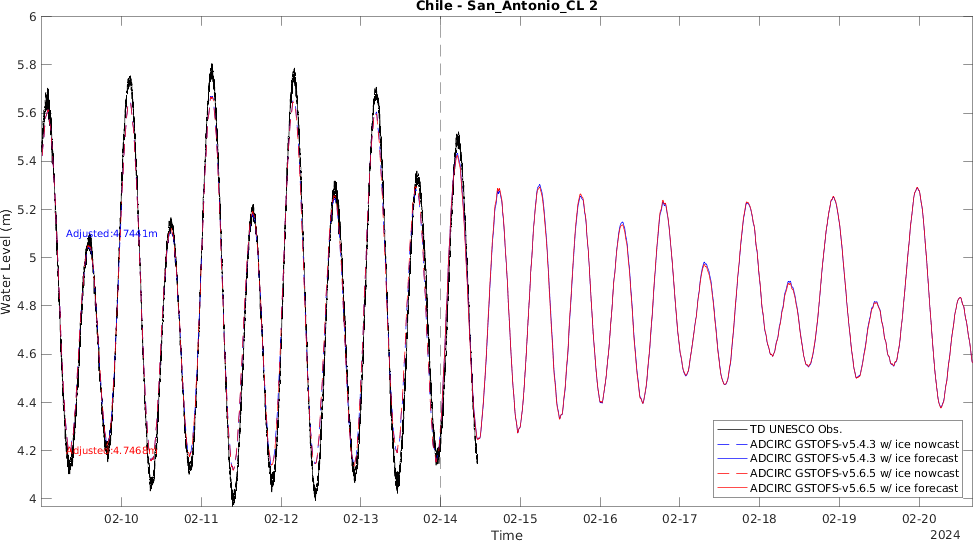 Chile - San_Antonio_CL 2
6
5.8
5.6
5.4
5.2
5
4.8
4.6
4.4
4.2
4
Water Level (m)
Adjusted:4.7441m
Adjusted:4.7468m
TD UNESCO Obs.
ADCIRC GSTOFS-v5.4.3 w/ ice nowcast
ADCIRC GSTOFS-v5.4.3 w/ ice forecast
ADCIRC GSTOFS-v5.6.5 w/ ice nowcast
ADCIRC GSTOFS-v5.6.5 w/ ice forecast
02-10 02-11 02-12 02-13 02-14 02-15 02-16 02-17 02-18 02-19 02-20
Time
2024